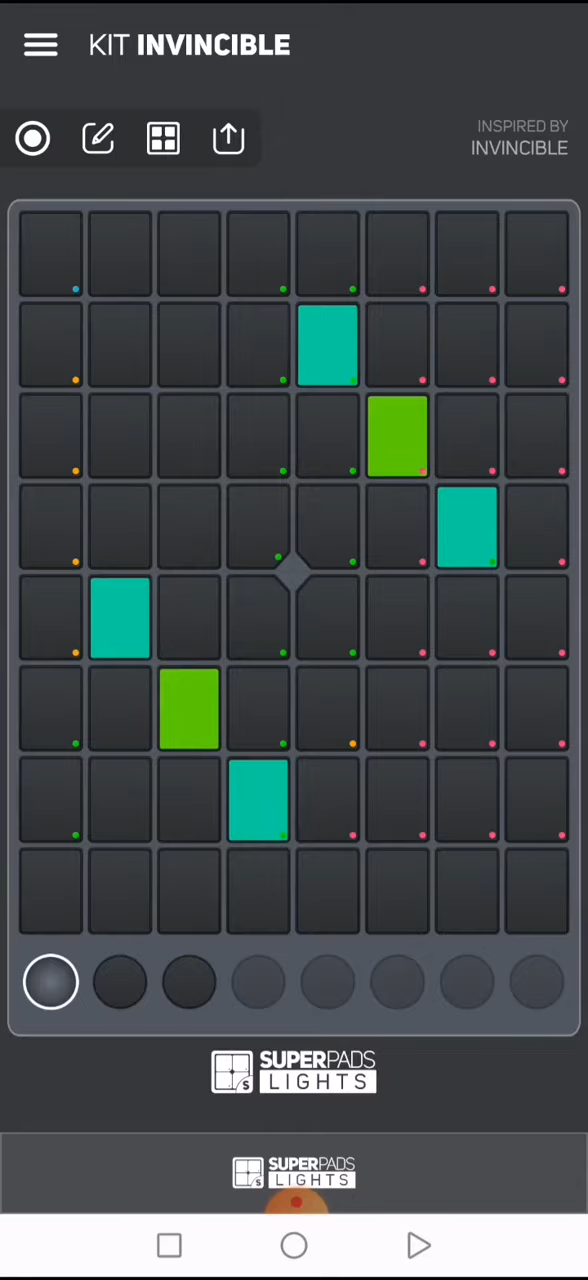 KIT INVINCIBLE
INSPIRED BY
INVINCIBLE
SUPERPADS
LIGHTS
SUPERPADS
LIGHTS